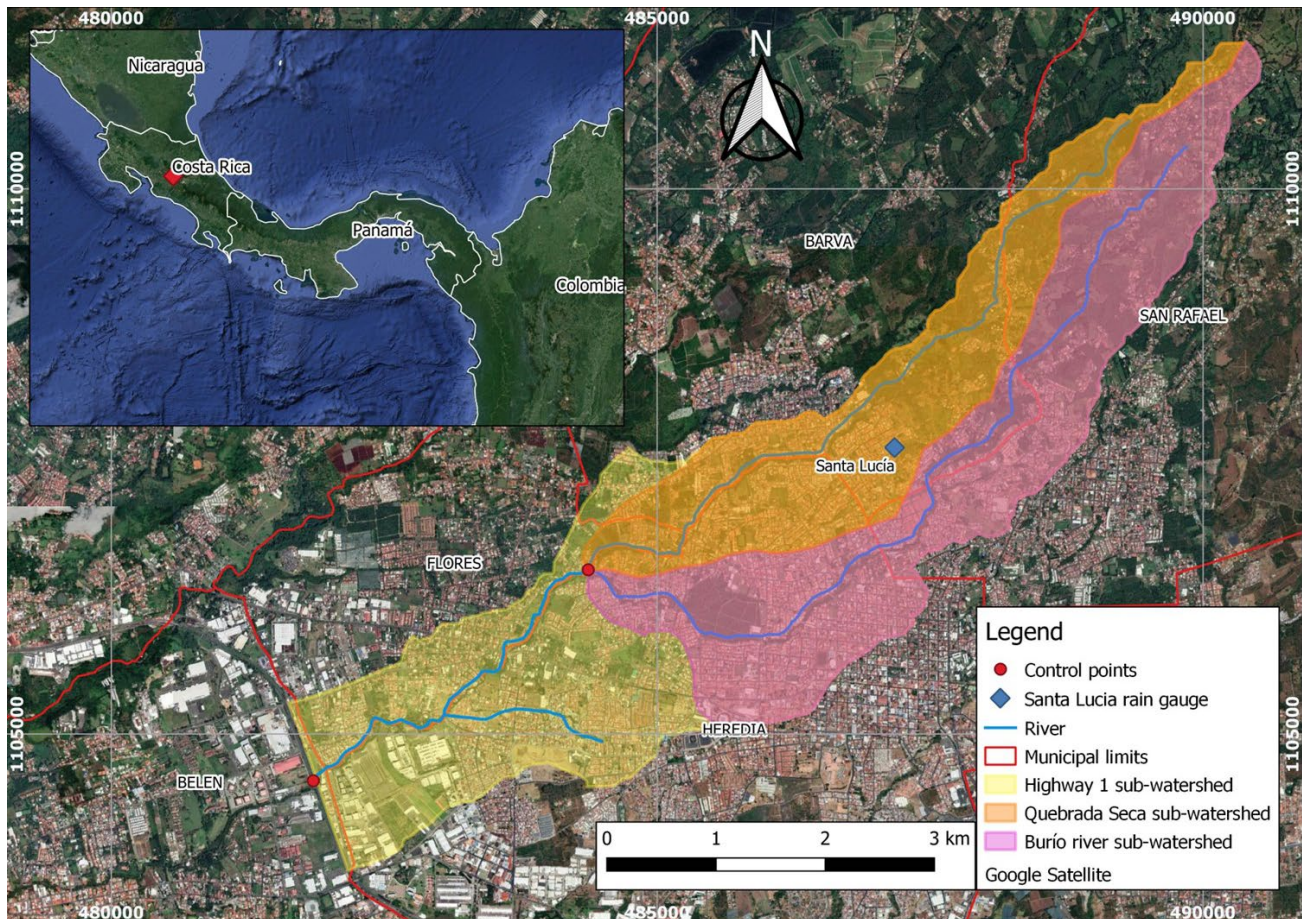 480000
485000
490000
N
Nicaragua
Costa Rica
Panamá
D
Colombia
1110000
1110000
BARVA
SAN RAFAEL
Santa Lucía
FLORES
HEREDIA
BELEN
1105000
1105000
Legend
Control points
Santa Lucia rain gauge
River
Municipal limits
Highway 1 sub-watershed
Quebrada Seca sub-watershed
Burío river sub-watershed
Google Satellite
0 1 2 3 km
480000
485000
490000